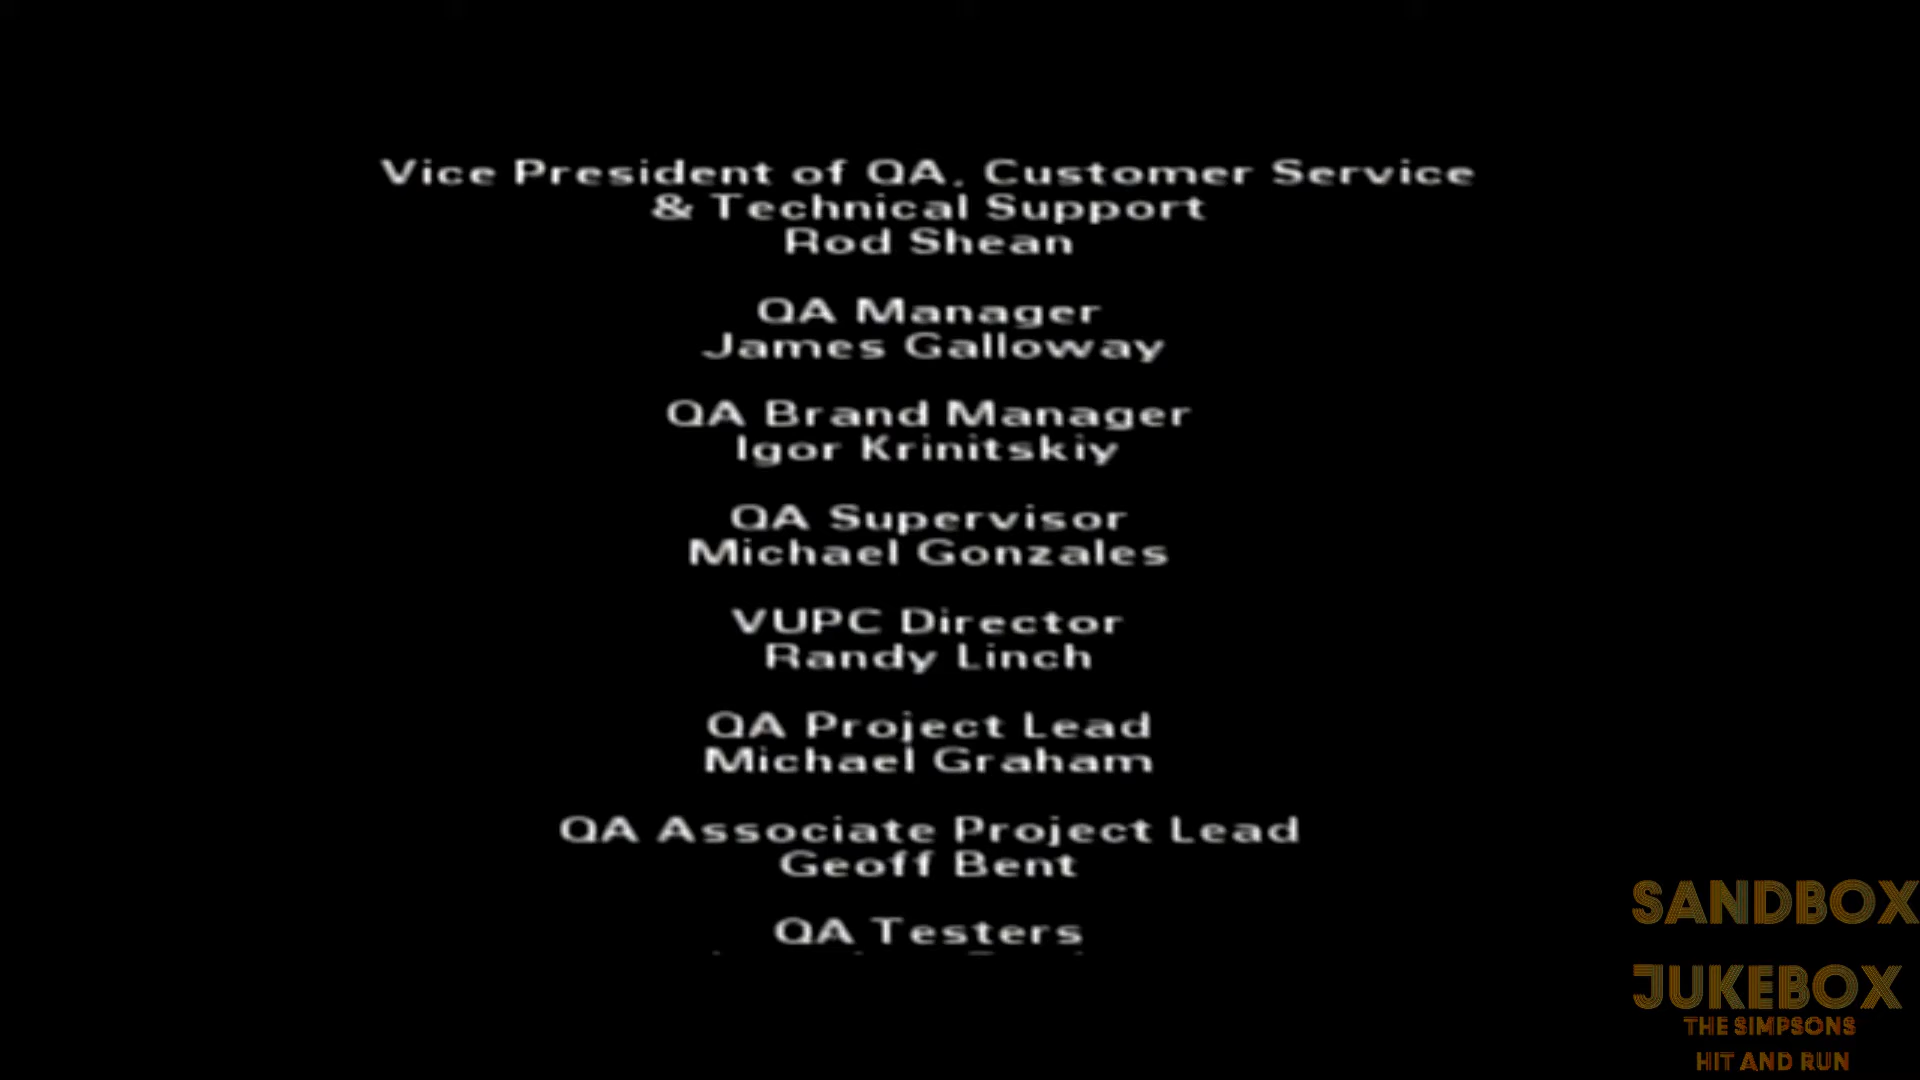 Vice President of QA, Customer Service
& Technical Support
Rod Shean
QA Manager
James Galloway
QA Brand Manager
Igor Krinitskiy
QA Supervisor
Michael Gonzales
VUPC Director
Randy Linch
QA Project Lead
Michael Graham
QA Associate Project Lead
Geoff Bent
QA Testers
SANDBOX
JUKEBOX
THE SIMPSONS
HIT AND RUN